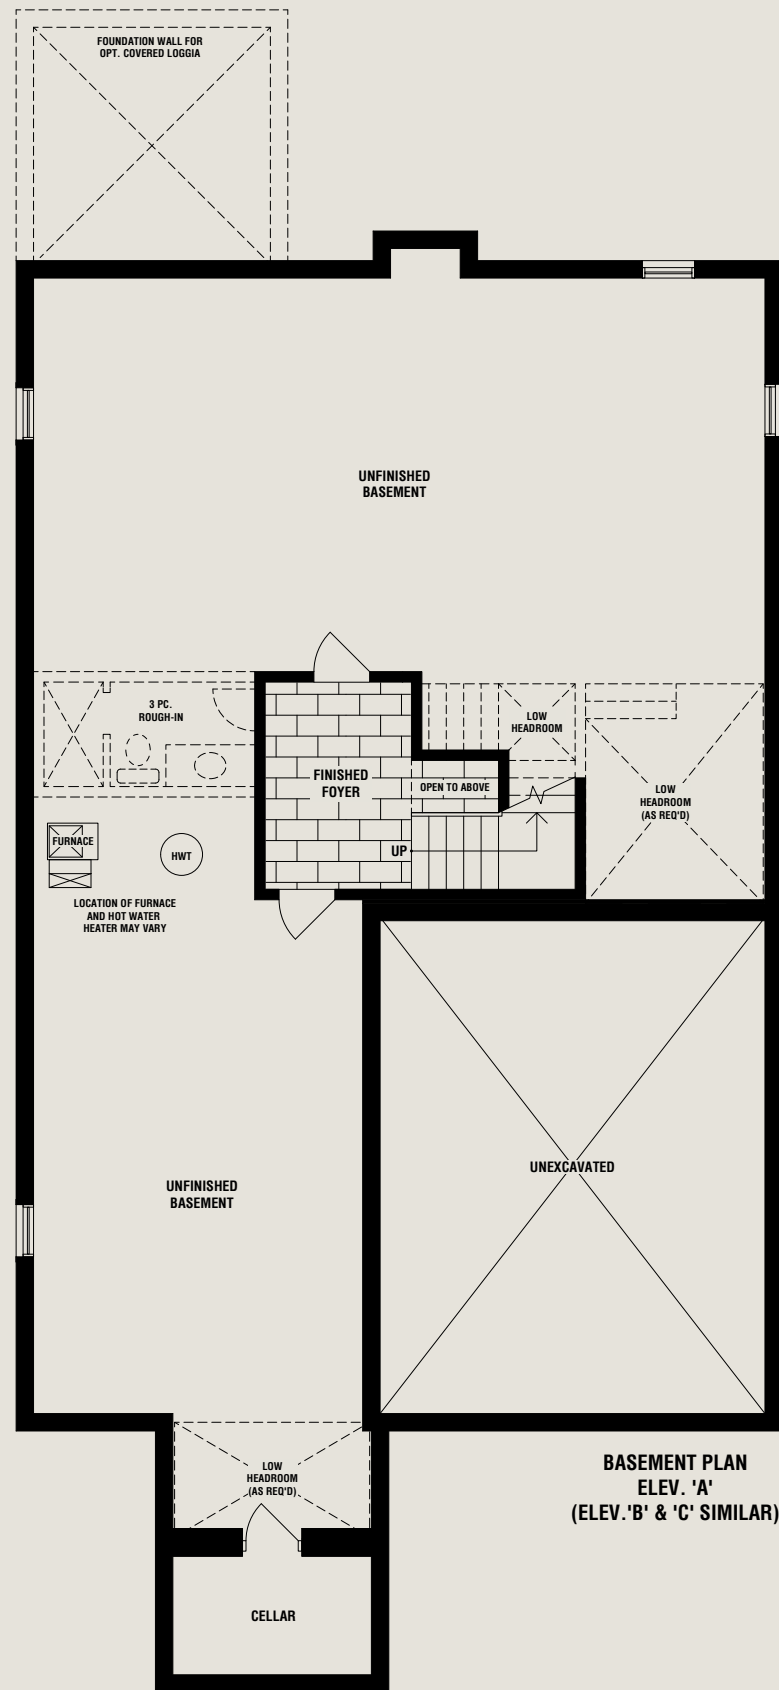 FOUNDATION WALL FOR
OPT. COVERED LOGGIA
UNFINISHED
BASEMENT
3 PC.
ROUGH-IN
LOW
HEADROOM
FINISHED
FOYER
OPEN TO ABOVE
LOW
HEADROOM
(AS REQ'D)
FURNACE
HWT
UP
LOCATION OF FURNACE
AND HOT WATER
HEATER MAY VARY
UNEXCAVATED
UNFINISHED
BASEMENT
LOW
HEADROOM
(AS REQ'D)
BASEMENT PLAN
ELEV. 'A'
(ELEV.'B' & 'C' SIMILAR)
CELLAR